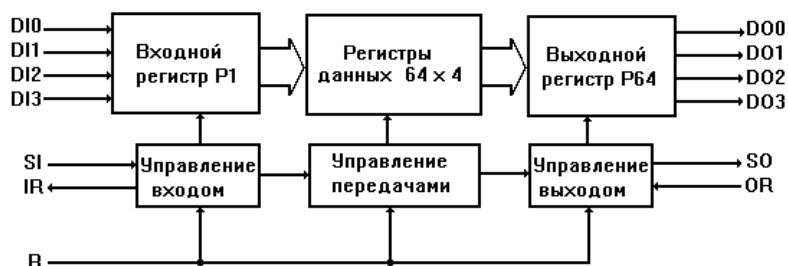 DI0
DI1
DI2
DI3
Входной
регистр Р1
Регистры
данных 64 x 4
Выходной
регистр Р64
DO0
DO1
DO2
DO3
SI
IR
Управление
входом
Управление
передачами
Управление
выходом
SO
OR
R